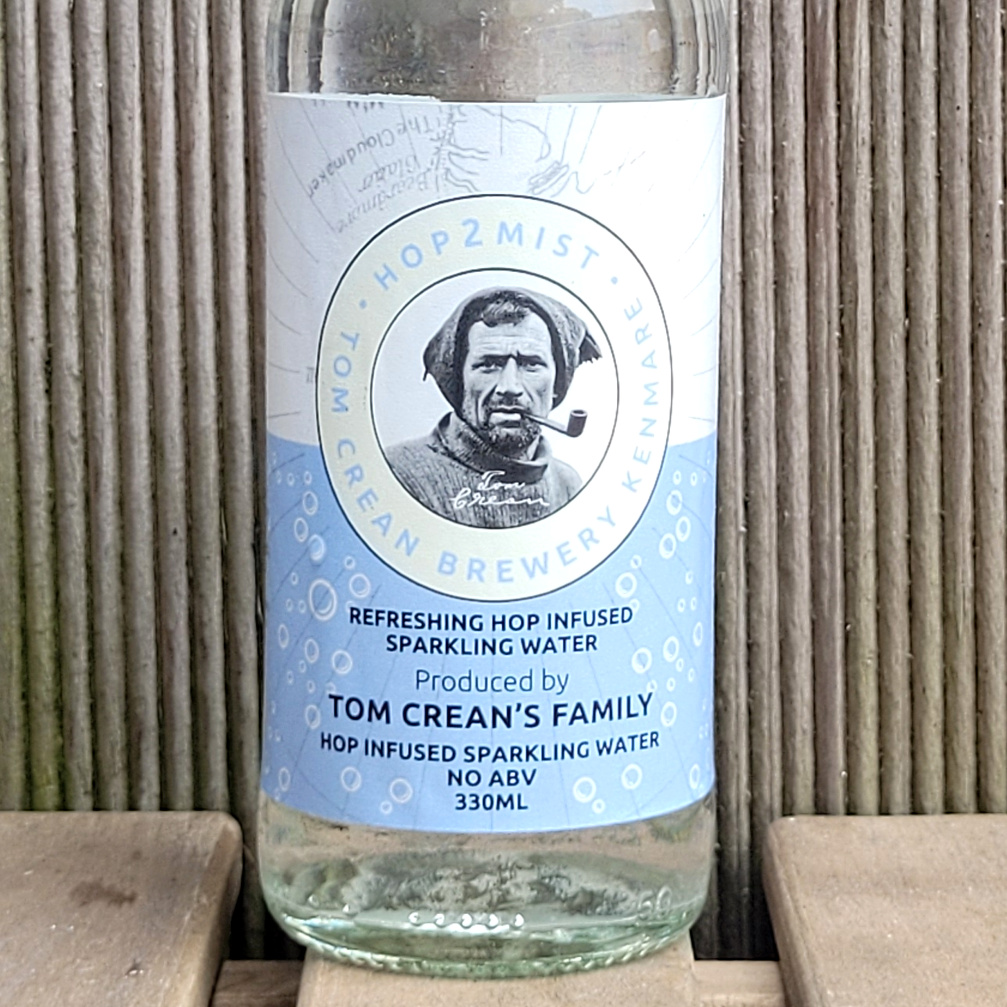 The Cloudmaker
Beardmore
Glacier
HOP2MIST
TOM CREAN BREWERY KENMARE
Tom
Crean
REFRESHING HOP INFUSED
SPARKLING WATER
Produced by
TOM CREAN'S FAMILY
HOP INFUSED SPARKLING WATER
NO ABV
330ML